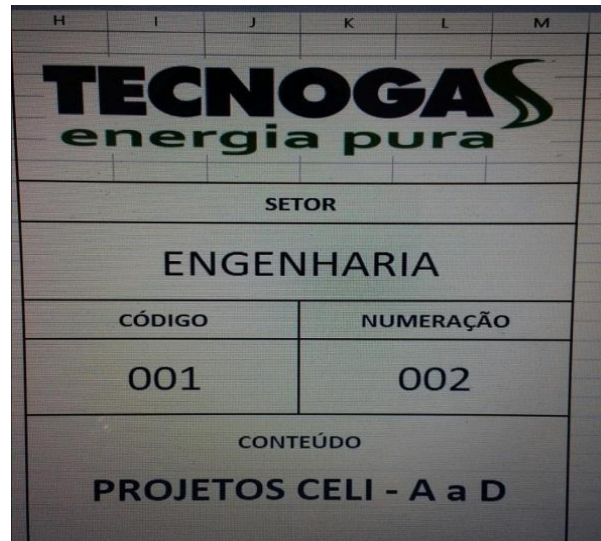 H I J K L M
TECNOGAS
energia pura
SETOR
ENGENHARIA
CÓDIGO NUMERAÇÃO
001 002
CONTEÚDO
PROJETOS CELI - A a D